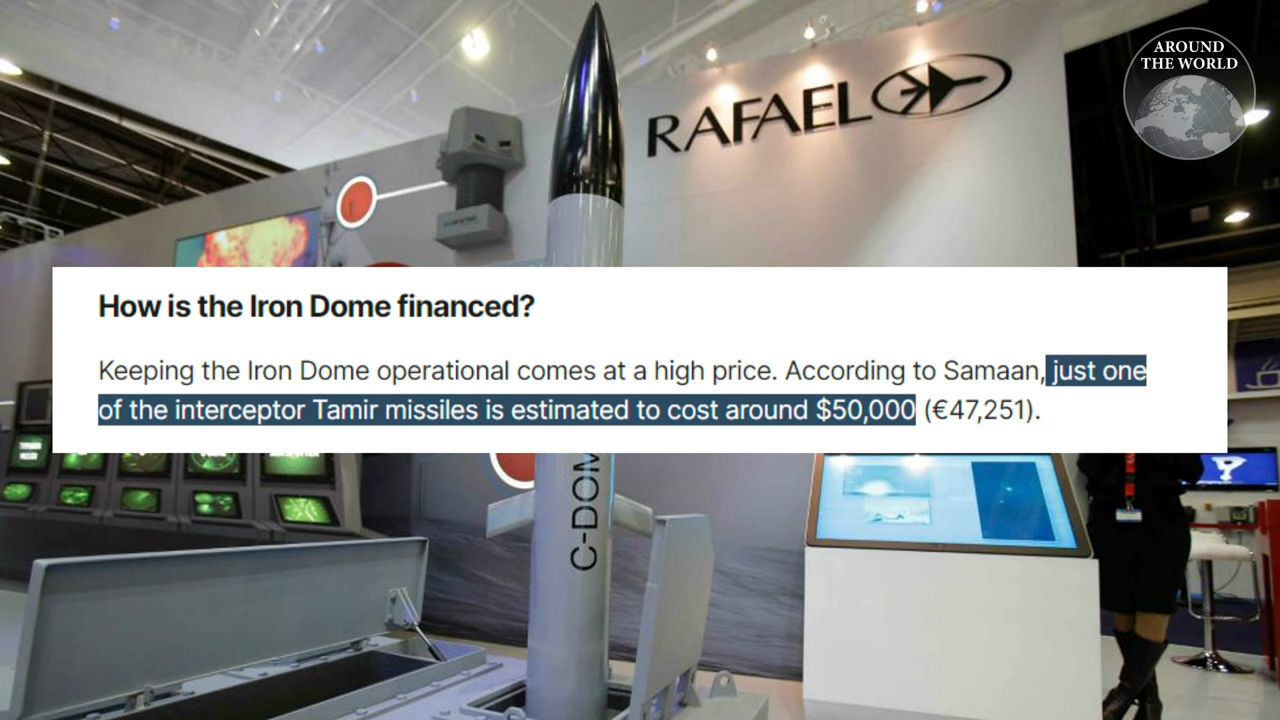 AROUND
THE WORLD
RAFAEL
How is the Iron Dome financed?
Keeping the Iron Dome operational comes at a high price. According to Samaan, just one
of the interceptor Tamir missiles is estimated to cost around $50,000 (€47,251).
C-DOM